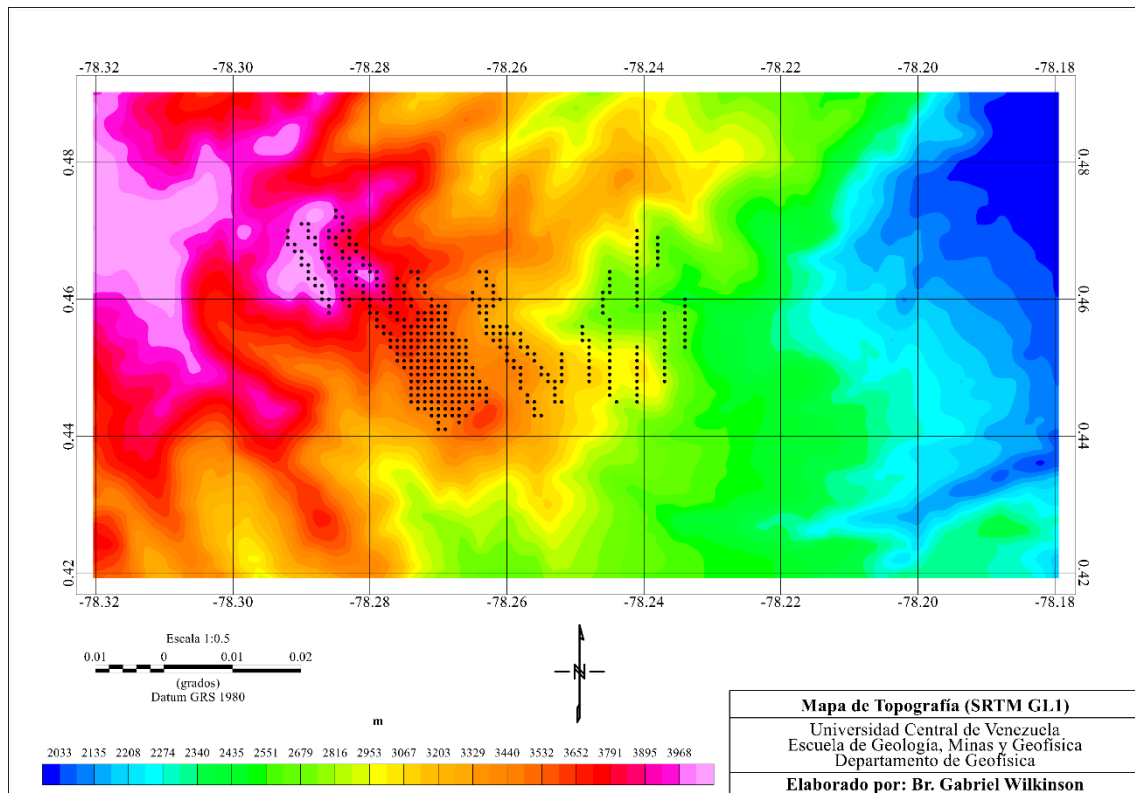 -78.32 -78.30 -78.28 -78.26 -78.24 -78.22 -78.20 -78.18
0.48 0.48
0.46 0.46
0.44 0.44
0.42 0.42
-78.32 -78.30 -78.28 -78.26 -78.24 -78.22 -78.20 -78.18
Escala 1:0.5
0.01 0 0.01 0.02
(grados)
Datum GRS 1980
N
m
2033 2135 2208 2274 2340 2435 2551 2679 2816 2953 3067 3203 3329 3440 3532 3652 3791 3895 3968
Mapa de Topografía (SRTM GL1)
Universidad Central de Venezuela
Escuela de Geología, Minas y Geofísica
Departamento de Geofísica
Elaborado por: Br. Gabriel Wilkinson